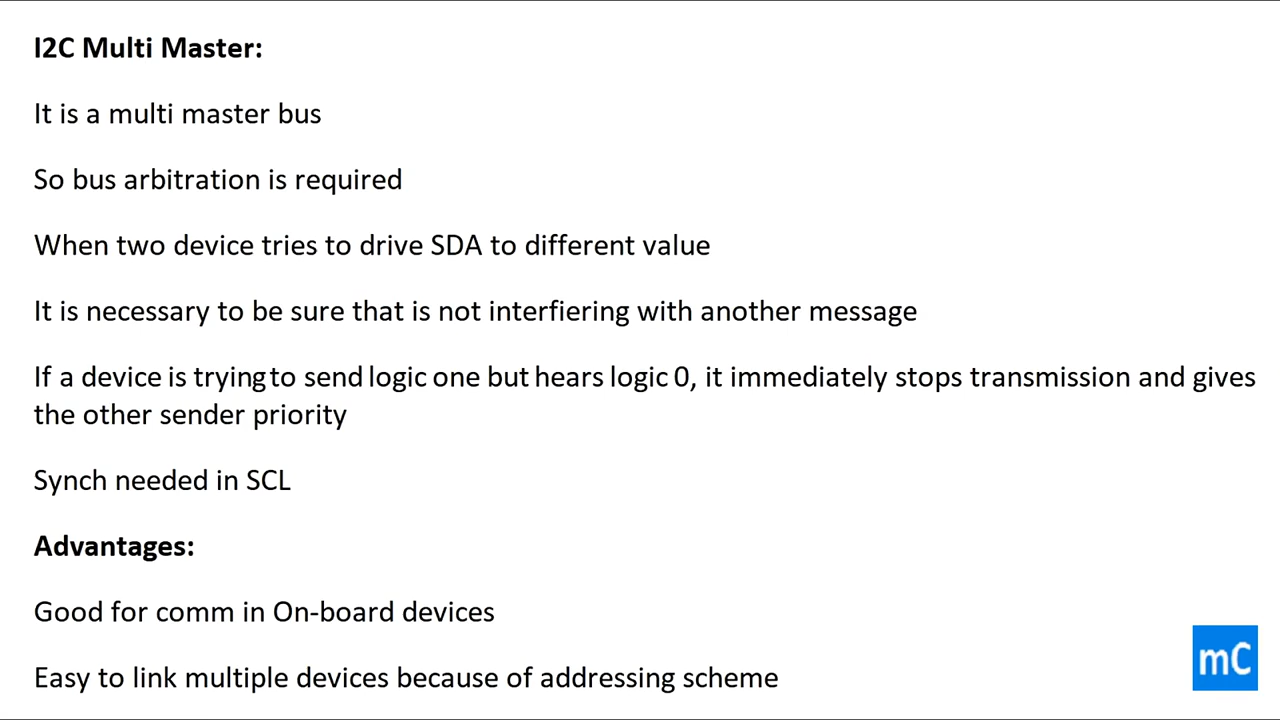 I2C Multi Master:
It is a multi master bus
So bus arbitration is required
When two device tries to drive SDA to different value
It is necessary to be sure that is not interfiering with another message
If a device is trying to send logic one but hears logic 0, it immediately stops transmission and gives
the other sender priority
Synch needed in SCL
Advantages:
Good for comm in On-board devices
Easy to link multiple devices because of addressing scheme
mC